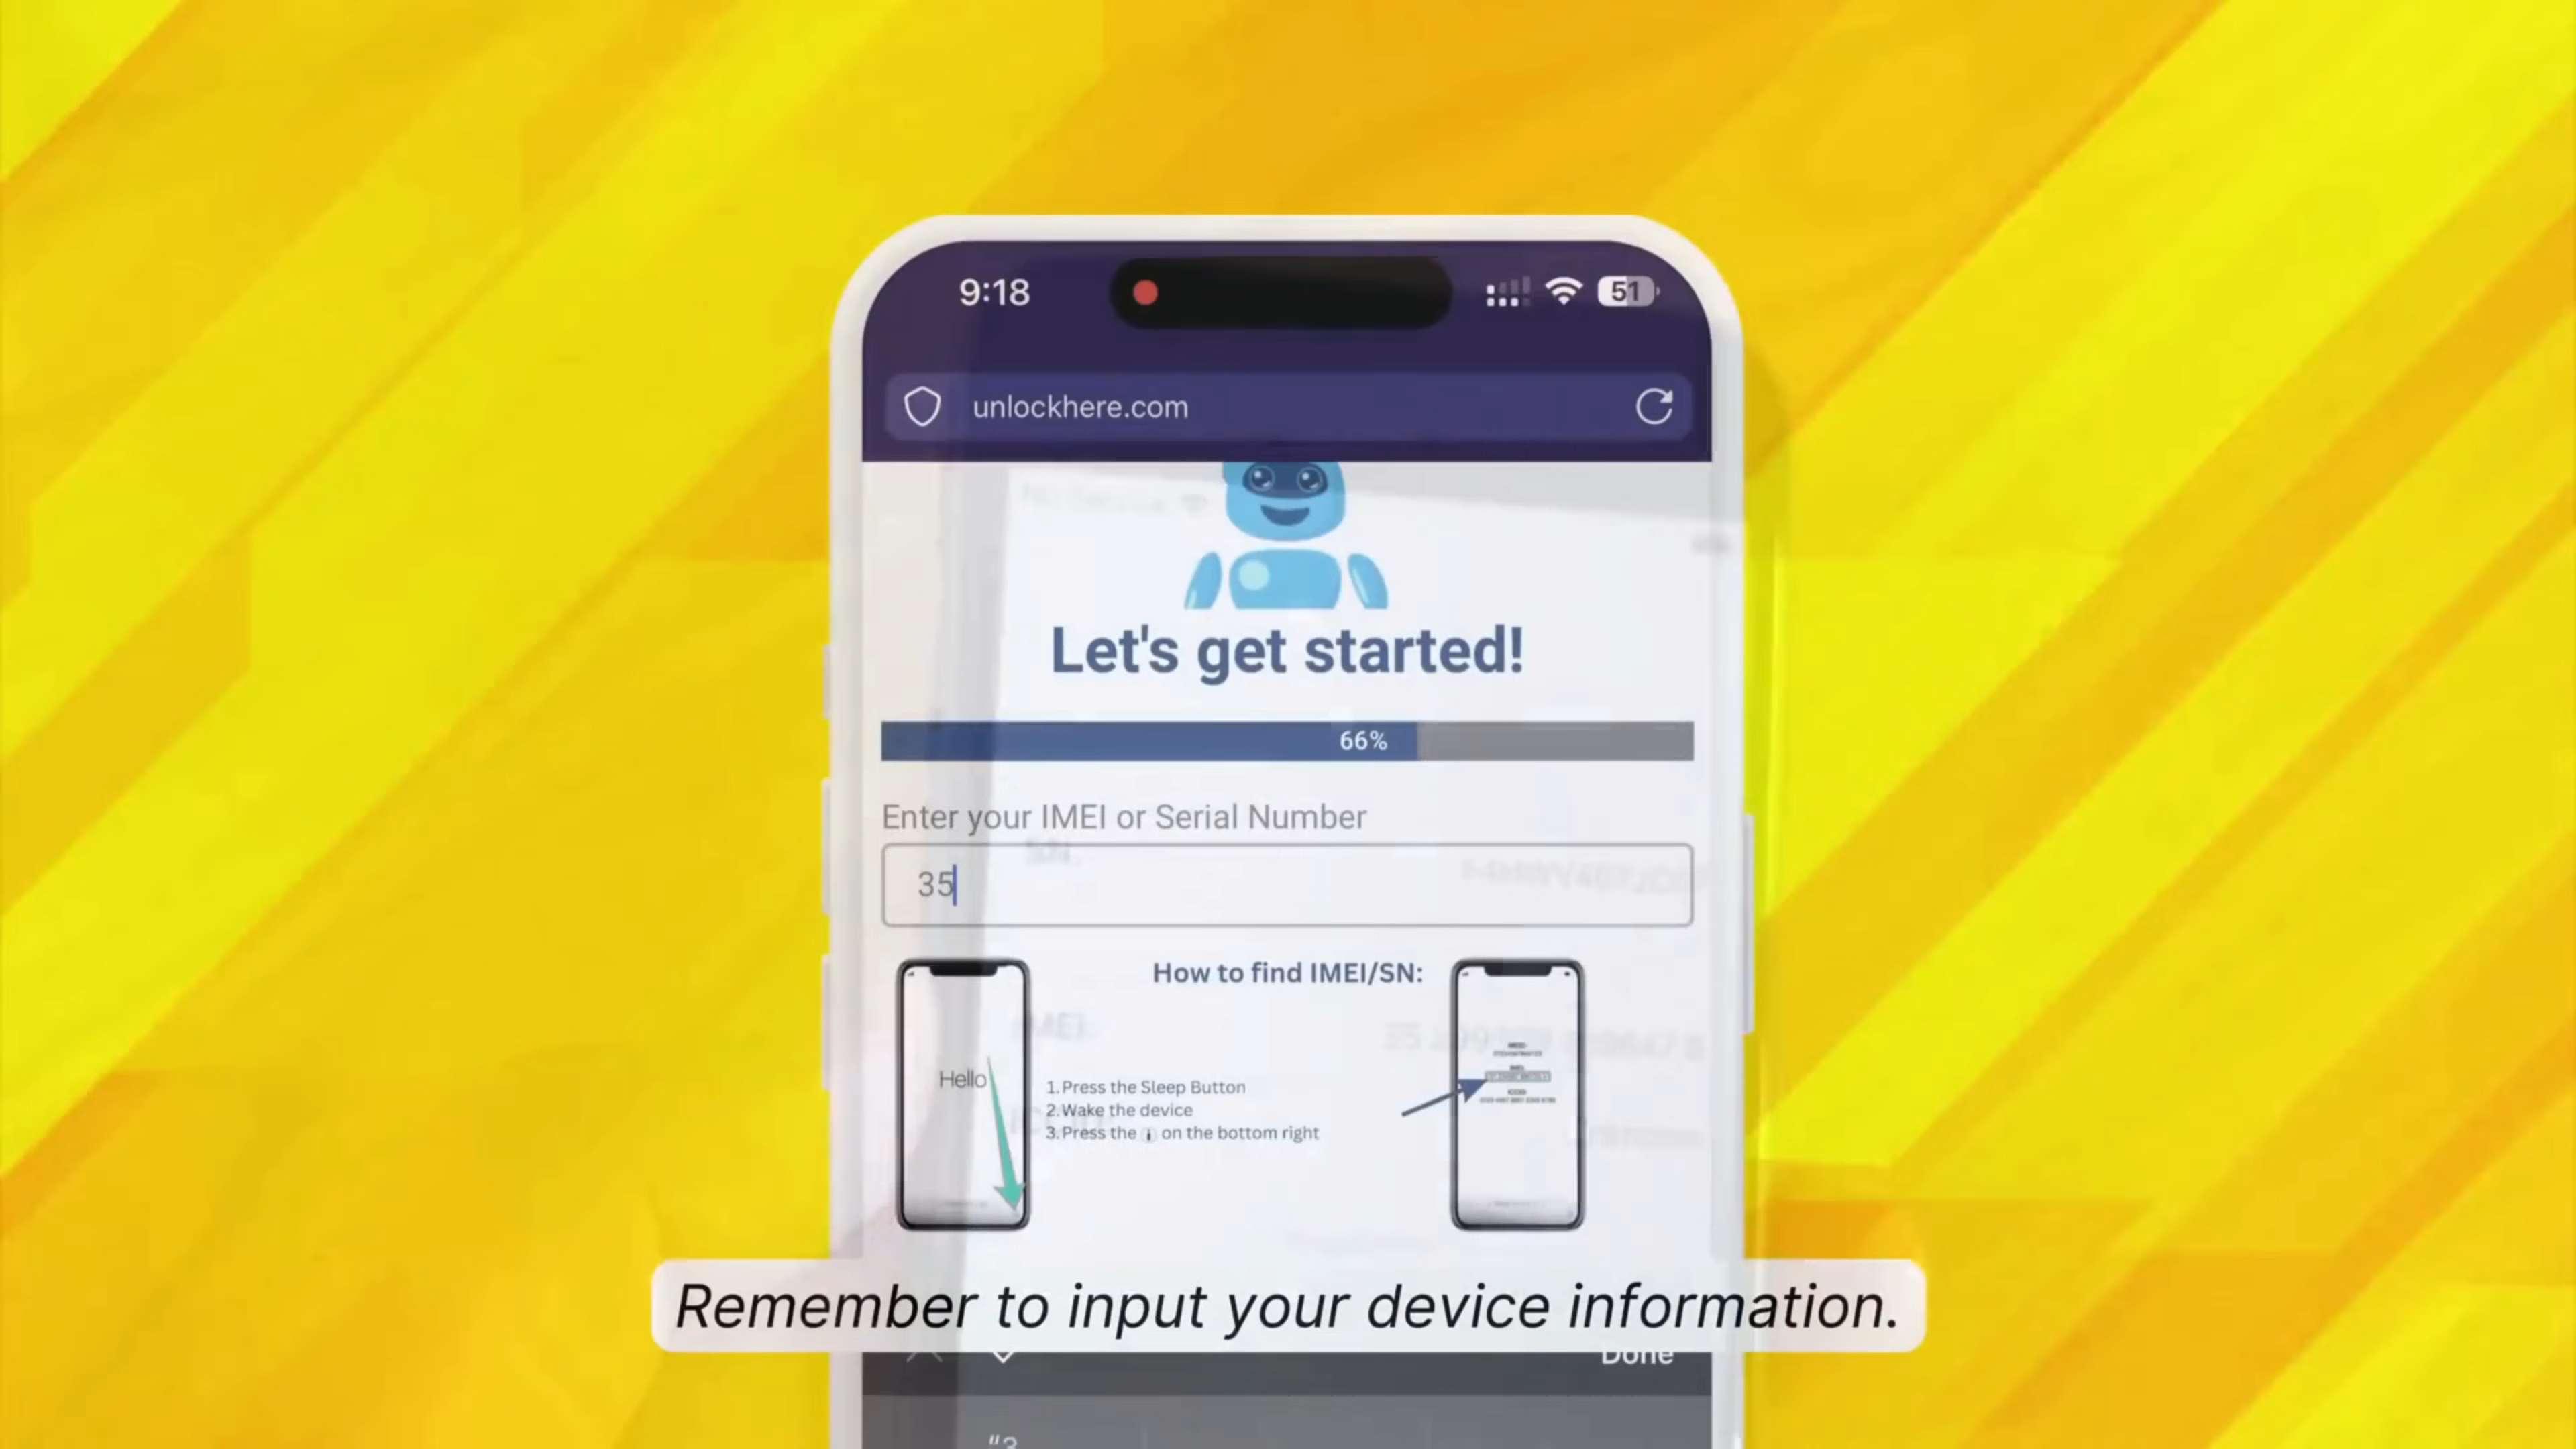 9:18
51
unlockhere.com
Let's get started!
66%
Enter your IMEI or Serial Number
35
How to find IMEI/SN:
Hello
1. Press the Sleep Button
2. Wake the device
3. Press the i on the bottom right
Remember to input your device information.
Done
"3